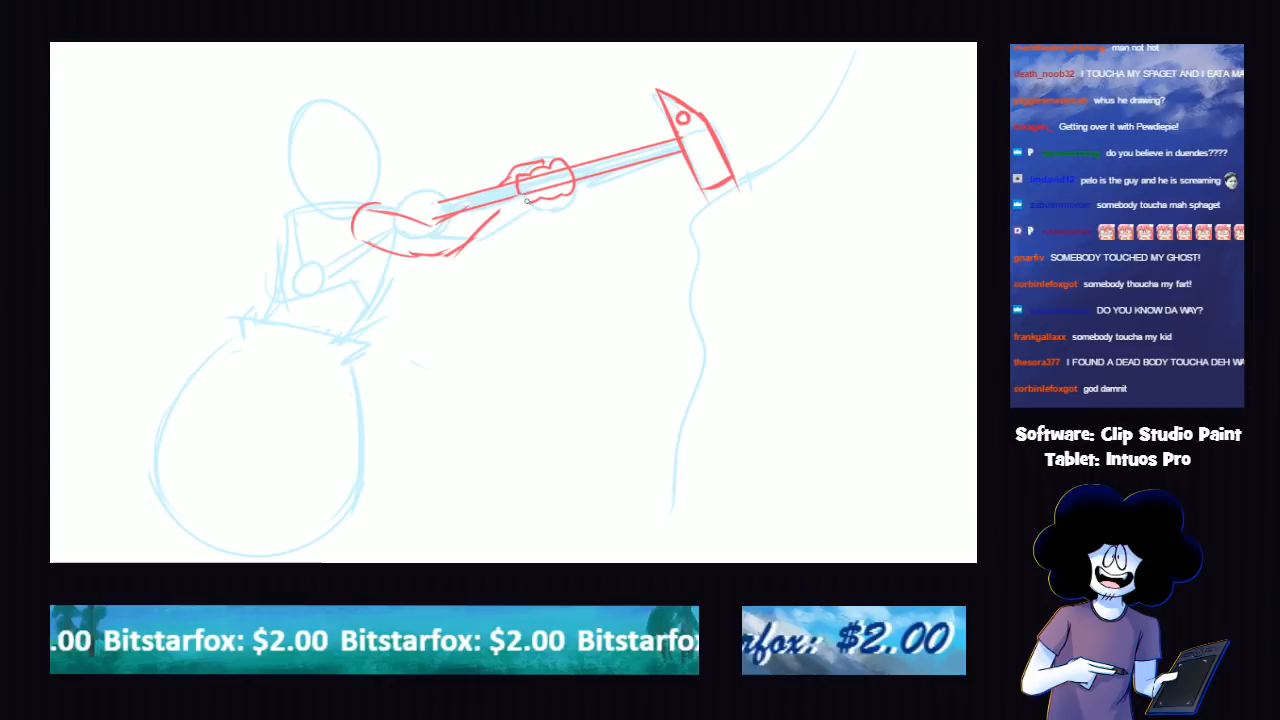 man not hot
death_noob32 I TOUCHA MY SPAGET AND I EATA MA
whus he drawing?
Getting over it with Pewdiepie!
do you believe in duendes????
pelo is the guy and he is screaming
somebody toucha mah sphaget
gnarfiv SOMEBODY TOUCHED MY GHOST!
corbinlefoxgot somebody thoucha my fart!
DO YOU KNOW DA WAY?
frankgallaxx somebody toucha my kid
thesora377 I FOUND A DEAD BODY TOUCHA DEH W
corbinlefoxgot god damnit
Software: Clip Studio Paint
Tablet: Intuos Pro
.00 Bitstarfox: $2.00 Bitstarfox: $2.00 Bitstarfo
rfox: $2.00